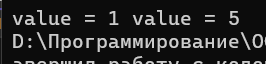 value = 1 value = 5
D:\Программирование\О